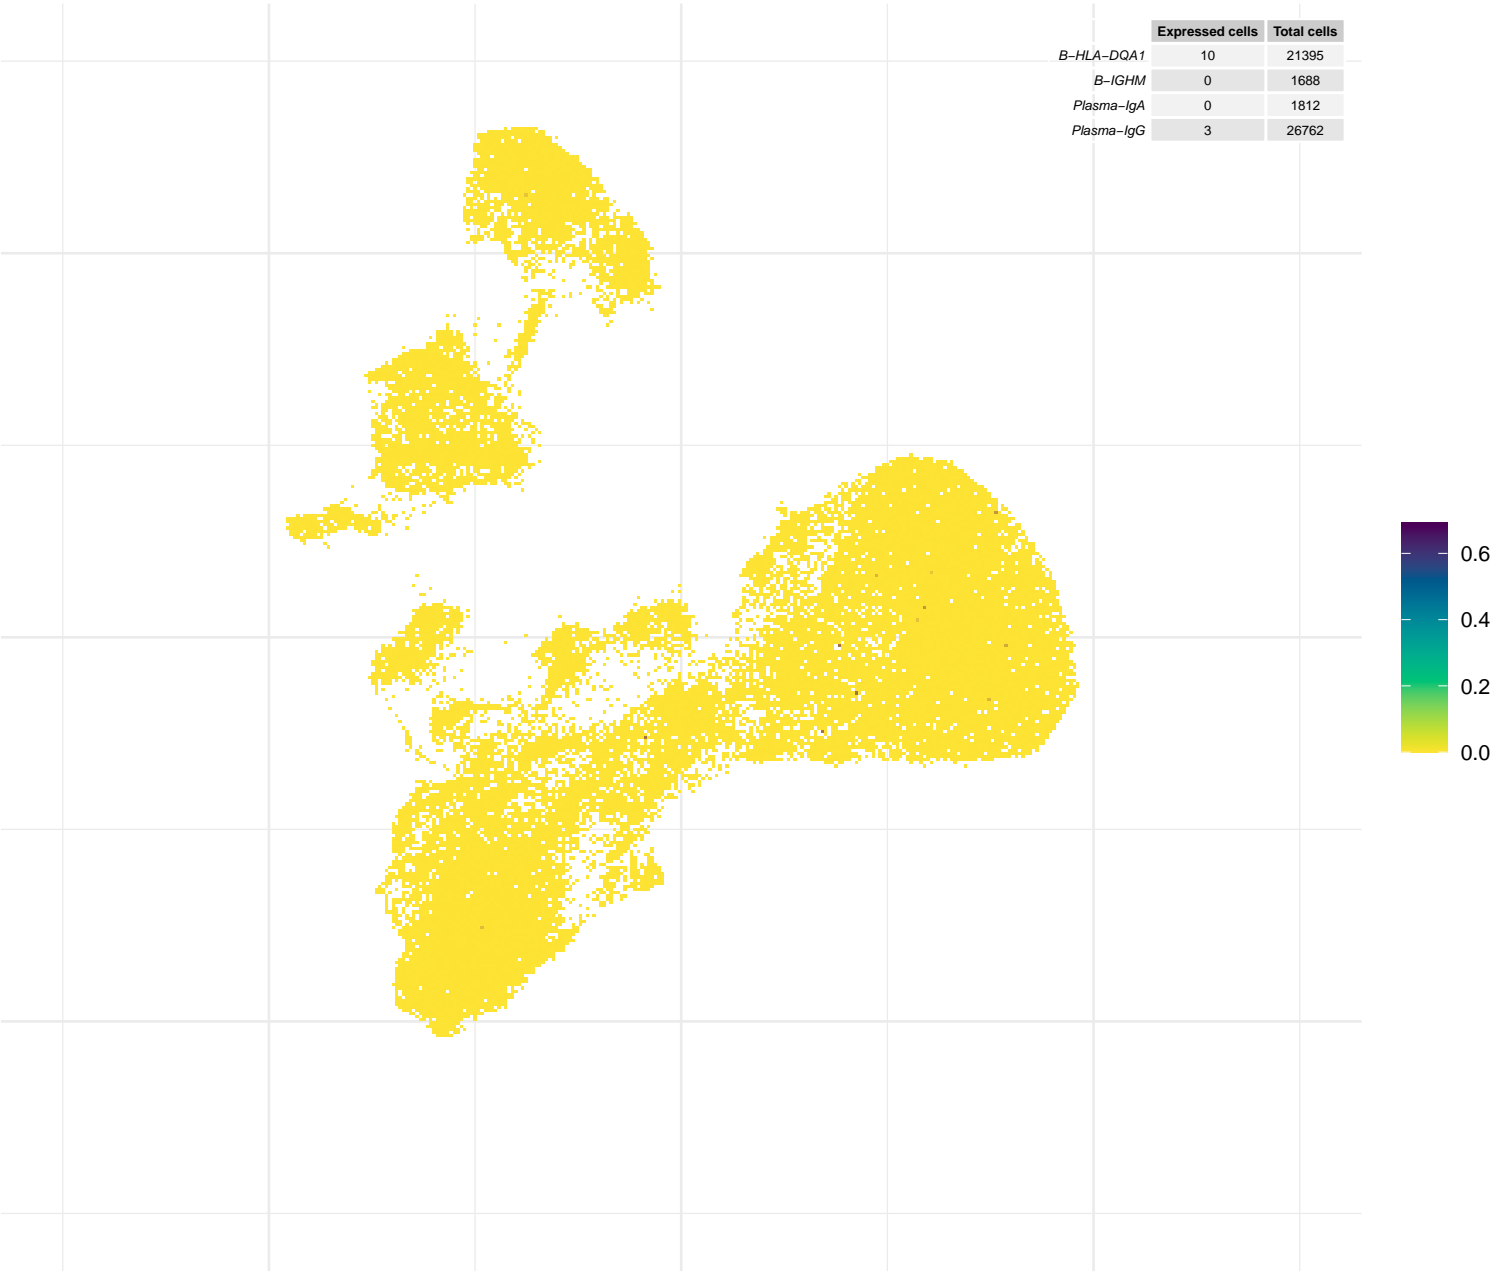 Expressed cells Total cells
B−HLA−DQA1 10 21395
B−IGHM 0 1688
Plasma−IgA 0 1812
Plasma−IgG 3 26762
0.6
0.4
0.2
0.0